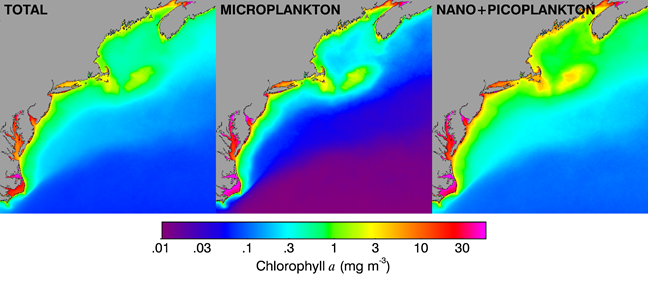 TOTAL
MICROPLANKTON
NANO+PICOPLANKTON
.01 .03 .1 .3 1 3 10 30
Chlorophyll a (mg m⁻³)